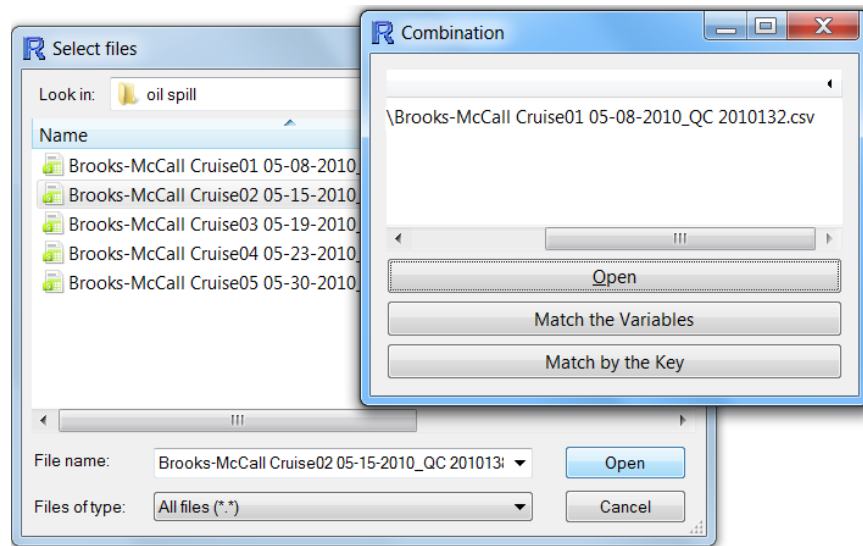 Select files
Look in: oil spill
Name
Brooks-McCall Cruise01 05-08-2010_
Brooks-McCall Cruise02 05-15-2010_
Brooks-McCall Cruise03 05-19-2010_
Brooks-McCall Cruise04 05-23-2010_
Brooks-McCall Cruise05 05-30-2010_
File name: Brooks-McCall Cruise02 05-15-2010_QC 201013
Open
Files of type: All files (*.*)
Cancel
Combination
\Brooks-McCall Cruise01 05-08-2010_QC 2010132.csv
Open
Match the Variables
Match by the Key